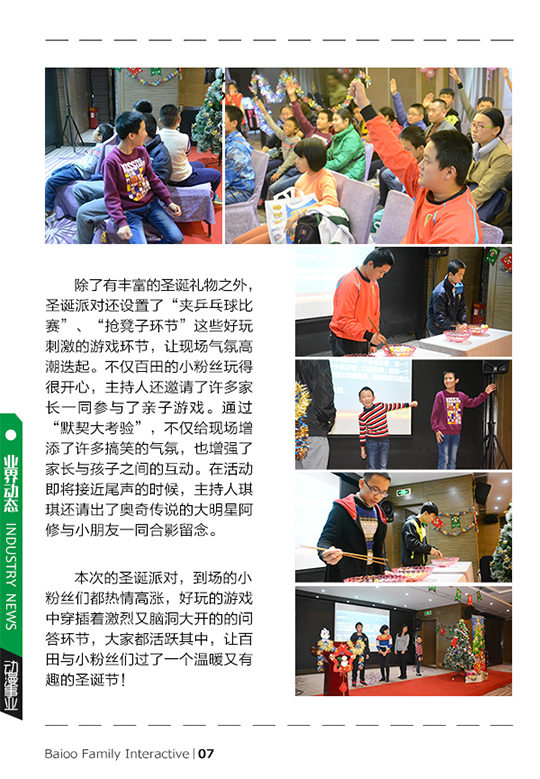 除了有丰富的圣诞礼物之外，
圣诞派对还设置了“夹乒乓球比
赛”、“抢凳子环节”这些好玩
刺激的游戏环节，让现场气氛高
潮迭起。不仅百田的小粉丝玩得
很开心，主持人还邀请了许多家
长一同参与了亲子游戏。通过
“默契大考验”，不仅给现场增
添了许多搞笑的气氛，也增强了
家长与孩子之间的互动。在活动
即将接近尾声的时候，主持人琪
琪还请出了奥奇传说的大明星阿
修与小朋友一同合影留念。
本次的圣诞派对，到场的小
粉丝们都热情高涨，好玩的游戏
中穿插着激烈又脑洞大开的的问
答环节，大家都活跃其中，让百
田与小粉丝们过了一个温暖又有
趣的圣诞节！
业界动态 INDUSTRY NEWS
动漫事业
Baioo Family Interactive | 07